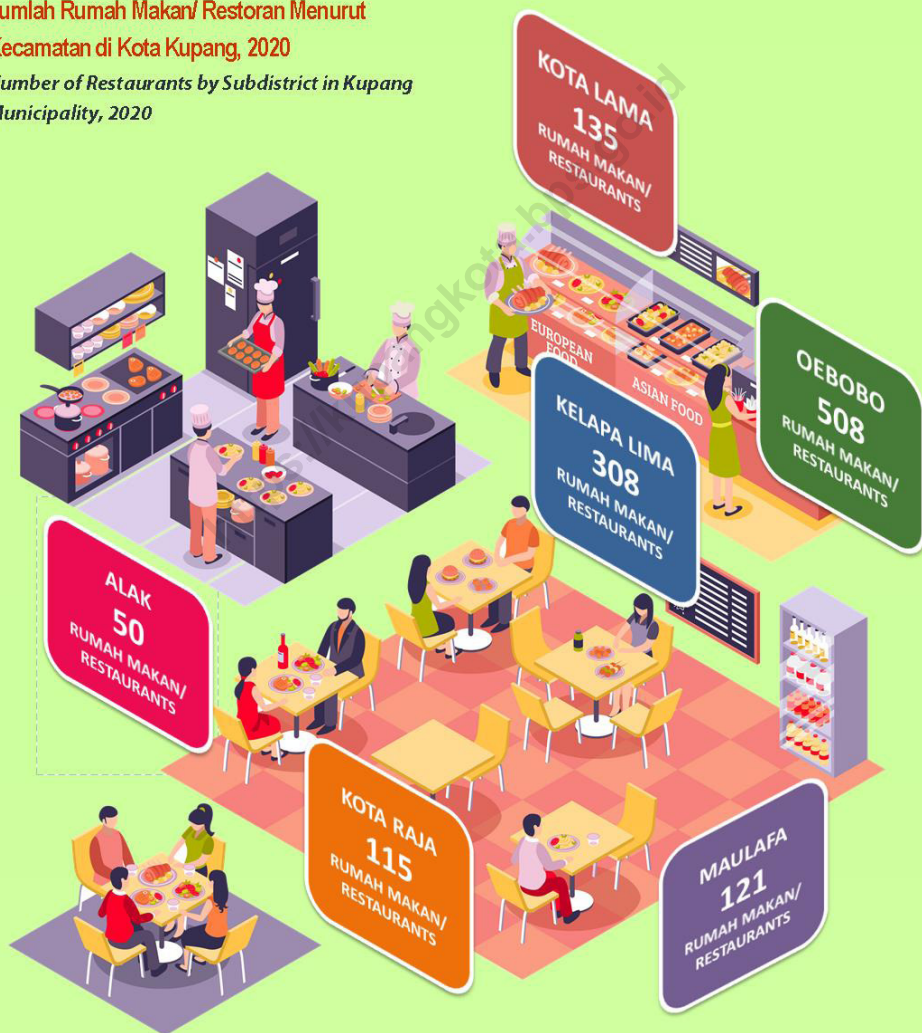 umlah Rumah Makan/ Restoran Menurut
Kecamatan di Kota Kupang, 2020
umber of Restaurants by Subdistrict in Kupang
Municipality, 2020
KOTA LAMA
135
RUMAH MAKAN/
RESTAURANTS
EUROPEAN
FOOD
ASIAN FOOD
OEBOBO
508
RUMAH MAKAN/
RESTAURANTS
KELAPA LIMA
308
RUMAH MAKAN/
RESTAURANTS
ALAK
50
RUMAH MAKAN/
RESTAURANTS
KOTA RAJA
115
RUMAH MAKAN/
RESTAURANTS
MAULAFA
121
RUMAH MAKAN/
RESTAURANTS